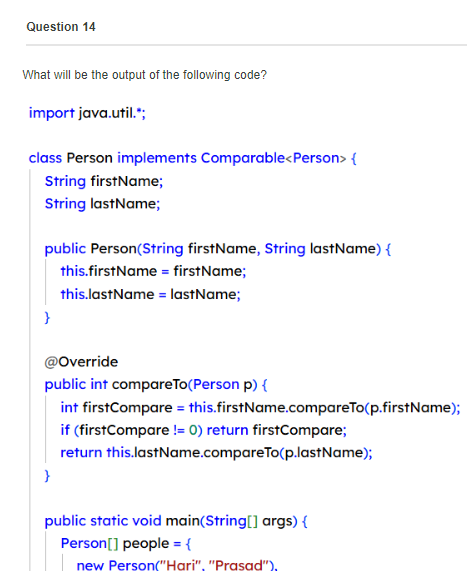 Question 14
What will be the output of the following code?
import java.util.*;
class Person implements Comparable<Person> {
String firstName;
String lastName;
public Person(String firstName, String lastName) {
this.firstName = firstName;
this.lastName = lastName;
}
@Override
public int compareTo(Person p) {
int firstCompare = this.firstName.compareTo(p.firstName);
if (firstCompare != 0) return firstCompare;
return this.lastName.compareTo(p.lastName);
}
public static void main(String[] args) {
Person[] people = {
new Person("Hari", "Prasad"),